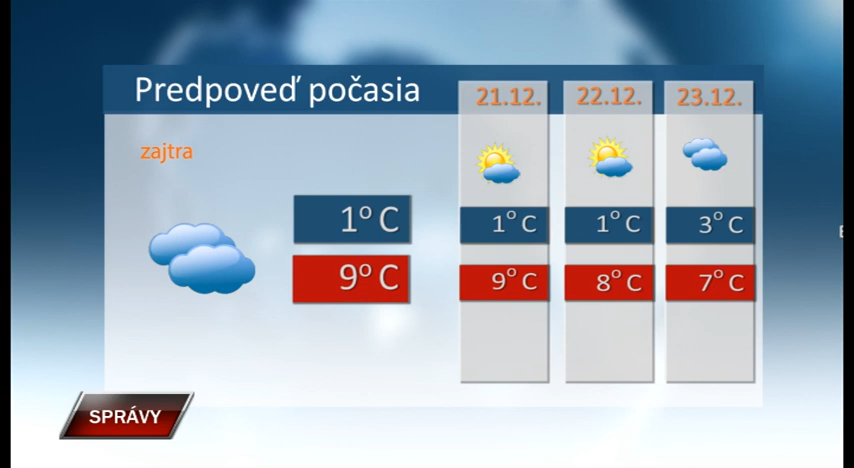 Predpoveď počasia
zajtra
1° C
9° C
21.12.
1° C
9° C
22.12.
1° C
8° C
23.12.
3° C
7° C
SPRÁVY